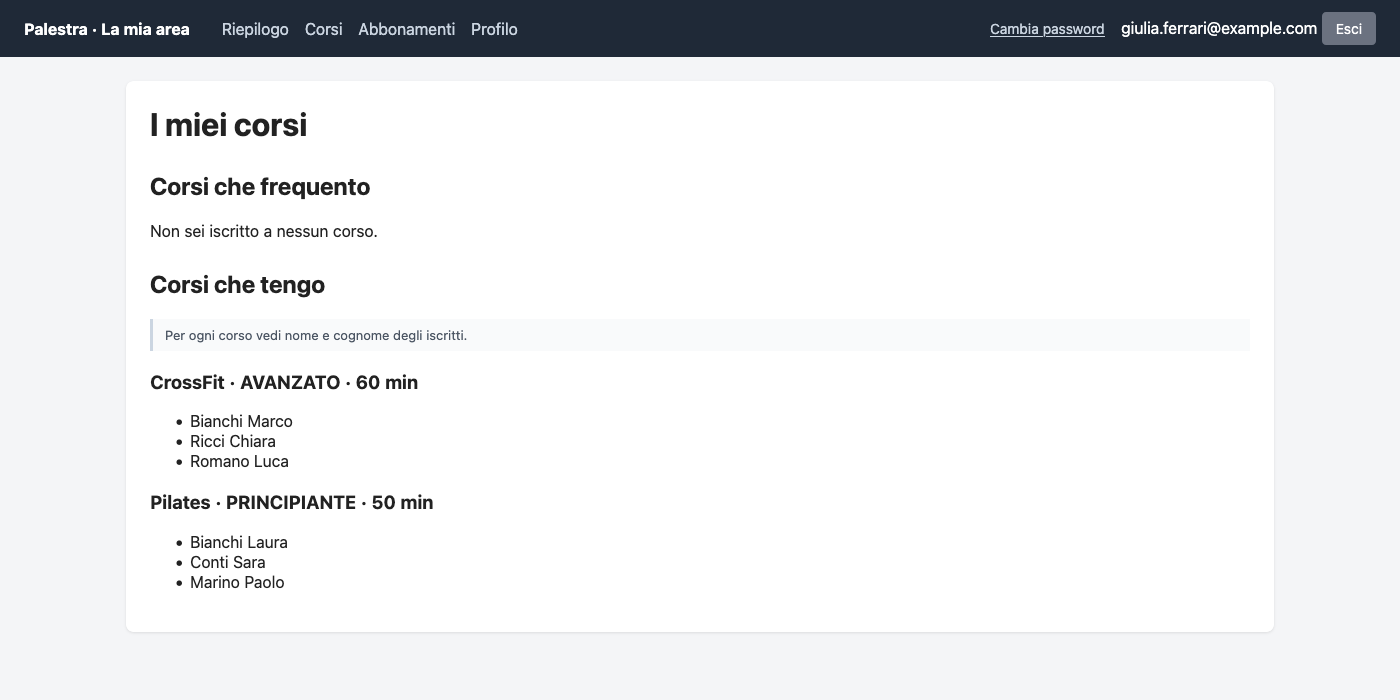 Palestra · La mia area Riepilogo Corsi Abbonamenti Profilo Cambia password giulia.ferrari@example.com Esci
I miei corsi
Corsi che frequento
Non sei iscritto a nessun corso.
Corsi che tengo
Per ogni corso vedi nome e cognome degli iscritti.
CrossFit · AVANZATO · 60 min
• Bianchi Marco
• Ricci Chiara
• Romano Luca
Pilates · PRINCIPIANTE · 50 min
• Bianchi Laura
• Conti Sara
• Marino Paolo